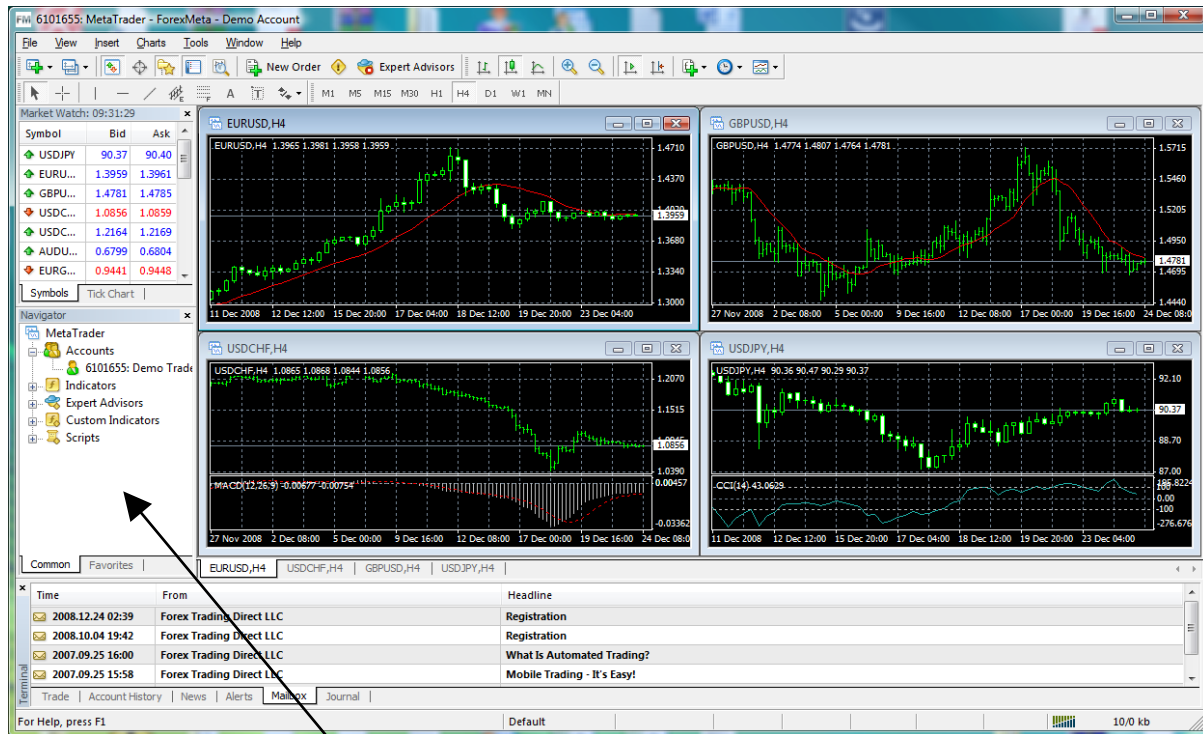 6101655: MetaTrader - ForexMeta - Demo Account
File View Insert Charts Tools Window Help
New Order Expert Advisors
A T M1 M5 M15 M30 H1 H4 D1 W1 MN
Market Watch: 09:31:29
Symbol Bid Ask
USDJPY 90.37 90.40
EURU... 1.3959 1.3961
GBPU... 1.4781 1.4785
USDC... 1.0856 1.0859
USDC... 1.2164 1.2169
AUDU... 0.6799 0.6804
EURG... 0.9441 0.9448
Symbols Tick Chart
Navigator
MetaTrader
Accounts
6101655: Demo Trade
Indicators
Expert Advisors
Custom Indicators
Scripts
Common Favorites
EURUSD,H4
EURUSD,H4 1.3965 1.3981 1.3958 1.3959
1.4710
1.4370
1.3959
1.3680
1.3340
1.3000
11 Dec 2008 12 Dec 12:00 15 Dec 20:00 17 Dec 04:00 18 Dec 12:00 19 Dec 20:00 23 Dec 04:00
GBPUSD,H4
GBPUSD,H4 1.4774 1.4807 1.4764 1.4781
1.5715
1.5460
1.5205
1.4950
1.4781
1.4695
1.4440
27 Nov 2008 2 Dec 08:00 5 Dec 00:00 9 Dec 16:00 12 Dec 08:00 17 Dec 00:00 19 Dec 16:00 24 Dec 08:0
USDCHF,H4
USDCHF,H4 1.0865 1.0868 1.0844 1.0856
1.2070
1.1515
1.0856
1.0390
MACD(12,26,9) -0.00677 -0.00754
0.00457
-0.03362
27 Nov 2008 2 Dec 08:00 5 Dec 00:00 9 Dec 16:00 12 Dec 08:00 17 Dec 00:00 19 Dec 16:00 24 Dec 08:0
USDJPY,H4
USDJPY,H4 90.36 90.47 90.29 90.37
92.10
90.37
88.70
87.00
CCI(14) 43.0629
100
0.00
-100
-276.676
11 Dec 2008 12 Dec 12:00 15 Dec 20:00 17 Dec 04:00 18 Dec 12:00 19 Dec 20:00 23 Dec 04:00
EURUSD,H4 USDCHF,H4 GBPUSD,H4 USDJPY,H4
Time From Headline
2008.12.24 02:39 Forex Trading Direct LLC Registration
2008.10.04 19:42 Forex Trading Direct LLC Registration
2007.09.25 16:00 Forex Trading Direct LLC What Is Automated Trading?
2007.09.25 15:58 Forex Trading Direct LLC Mobile Trading - It's Easy!
Terminal
Trade Account History News Alerts Mailbox Journal
For Help, press F1 Default 10/0 kb